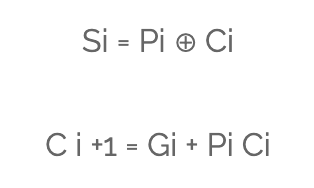 Si = Pi ⊕ Ci
C i +1 = Gi + Pi Ci